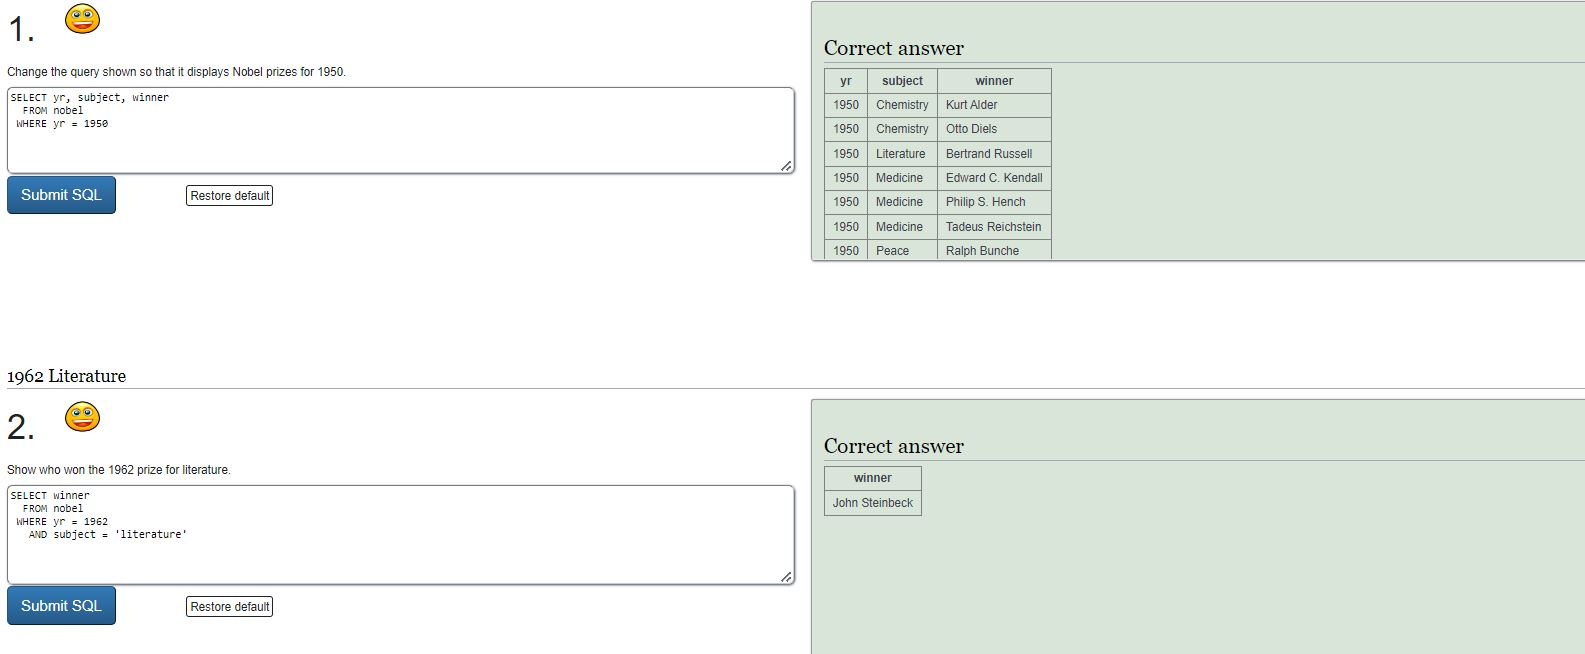 1.
Change the query shown so that it displays Nobel prizes for 1950.
SELECT yr, subject, winner
FROM nobel
WHERE yr = 1950
Submit SQL
Restore default
Correct answer
yr subject winner
1950 Chemistry Kurt Alder
1950 Chemistry Otto Diels
1950 Literature Bertrand Russell
1950 Medicine Edward C. Kendall
1950 Medicine Philip S. Hench
1950 Medicine Tadeus Reichstein
1950 Peace Ralph Bunche
1962 Literature
2.
Show who won the 1962 prize for literature.
SELECT winner
FROM nobel
WHERE yr = 1962
AND subject = 'literature'
Submit SQL
Restore default
Correct answer
winner
John Steinbeck